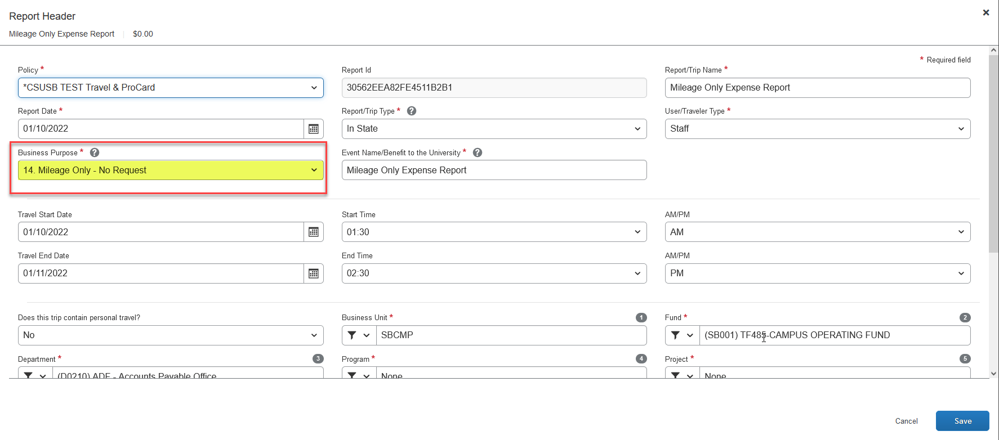 Report Header
Mileage Only Expense Report $0.00
* Required field
Policy * Report Id Report/Trip Name *
*CSUSB TEST Travel & ProCard 30562EEA82FE4511B2B1 Mileage Only Expense Report
Report Date * Report/Trip Type * ? User/Traveler Type *
01/10/2022 In State Staff
Business Purpose * ? Event Name/Benefit to the University * ?
14. Mileage Only - No Request Mileage Only Expense Report
Travel Start Date Start Time AM/PM
01/10/2022 01:30 AM
Travel End Date End Time AM/PM
01/11/2022 02:30 PM
Does this trip contain personal travel? Business Unit * 1 Fund * 2
No SBCMP (SB001) TF485-CAMPUS OPERATING FUND
Department * 3 Program * 4 Project * 5
(D0210) ADF - Accounts Payable Office None None
Cancel Save